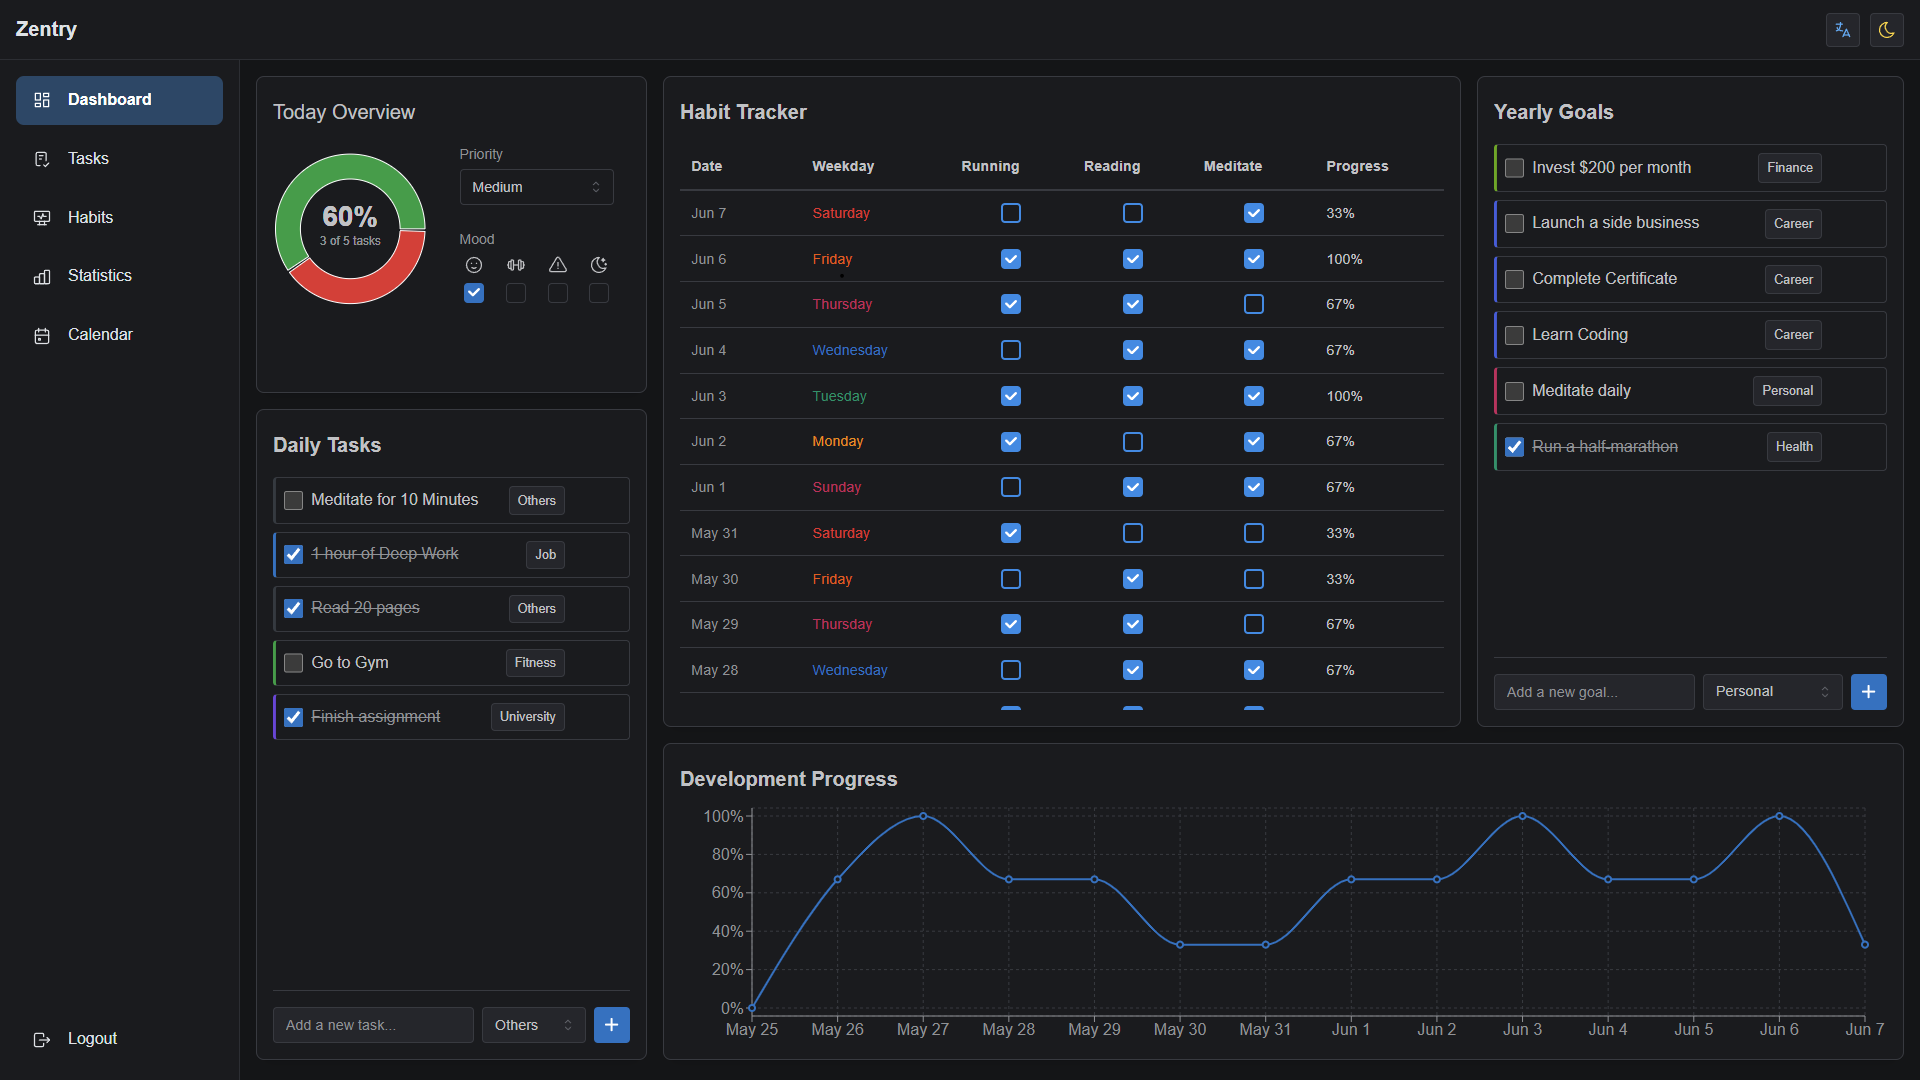 Zentry
Dashboard
Tasks
Habits
Statistics
Calendar
Logout
Today Overview
60%
3 of 5 tasks
Priority
Medium
Mood
Daily Tasks
Meditate for 10 Minutes Others
1 hour of Deep Work Job
Read 20 pages Others
Go to Gym Fitness
Finish assignment University
Add a new task... Others
Habit Tracker
Date Weekday Running Reading Meditate Progress
Jun 7 Saturday 33%
Jun 6 Friday 100%
Jun 5 Thursday 67%
Jun 4 Wednesday 67%
Jun 3 Tuesday 100%
Jun 2 Monday 67%
Jun 1 Sunday 67%
May 31 Saturday 33%
May 30 Friday 33%
May 29 Thursday 67%
May 28 Wednesday 67%
Yearly Goals
Invest $200 per month Finance
Launch a side business Career
Complete Certificate Career
Learn Coding Career
Meditate daily Personal
Run a half-marathon Health
Add a new goal... Personal
Development Progress
100%
80%
60%
40%
20%
0%
May 25 May 26 May 27 May 28 May 29 May 30 May 31 Jun 1 Jun 2 Jun 3 Jun 4 Jun 5 Jun 6 Jun 7